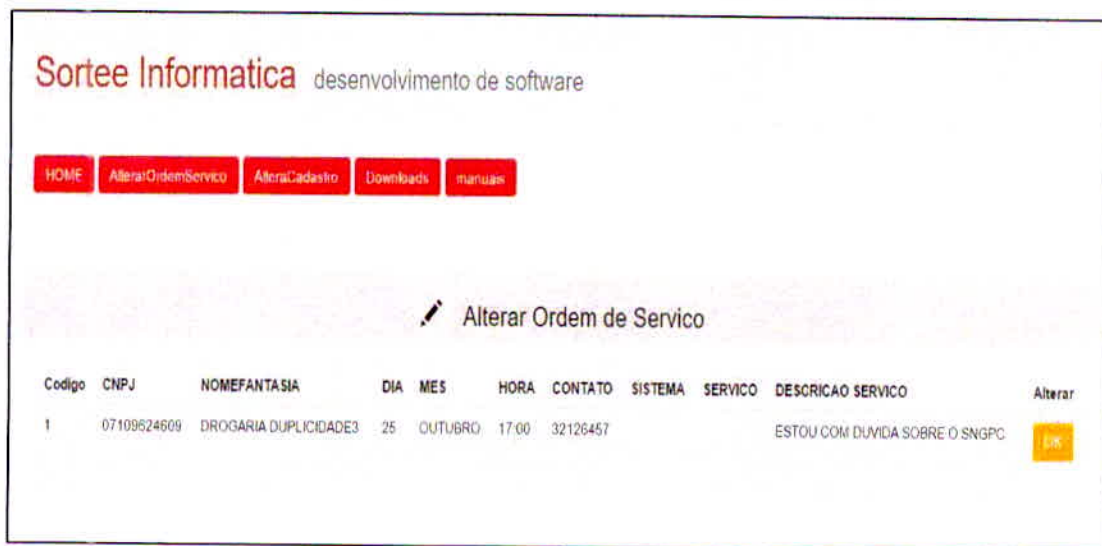 Sortee Informatica desenvolvimento de software
HOME AlterarOrdemServico AlteraCadastro Downloads manuais
Alterar Ordem de Servico
Codigo CNPJ NOMEFANTASIA DIA MES HORA CONTATO SISTEMA SERVICO DESCRICAO SERVICO Alterar
1 07109624609 DROGARIA DUPLICIDADE3 25 OUTUBRO 17:00 32126457 ESTOU COM DUVIDA SOBRE O SNGPC OK